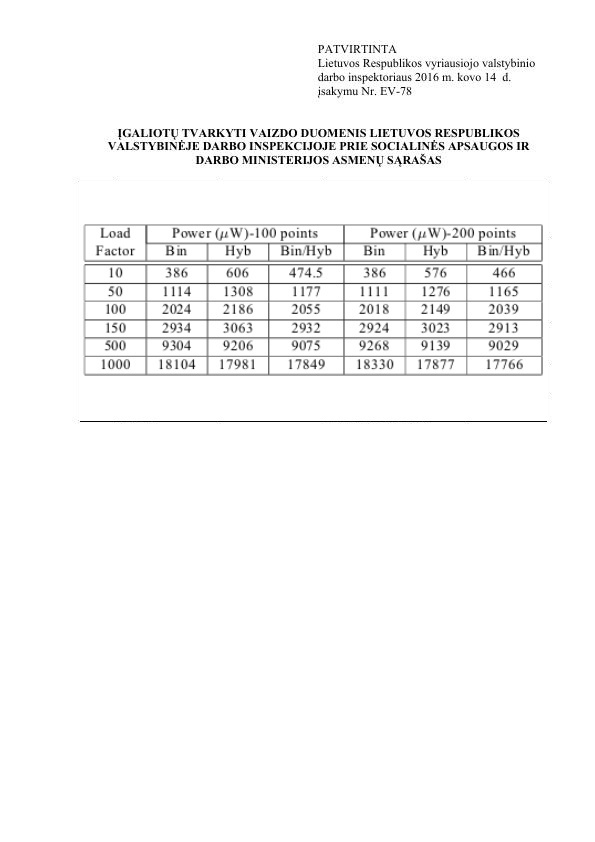 PATVIRTINTA
Lietuvos Respublikos vyriausiojo valstybinio
darbo inspektoriaus 2016 m. kovo 14 d.
įsakymu Nr. EV-78
ĮGALIOTŲ TVARKYTI VAIZDO DUOMENIS LIETUVOS RESPUBLIKOS
VALSTYBINĖJE DARBO INSPEKCIJOJE PRIE SOCIALINĖS APSAUGOS IR
DARBO MINISTERIJOS ASMENŲ SĄRAŠAS
Load Factor Power (μW)-100 points Power (μW)-200 points
Bin Hyb Bin/Hyb Bin Hyb Bin/Hyb
10 386 606 474.5 386 576 466
50 1114 1308 1177 1111 1276 1165
100 2024 2186 2055 2018 2149 2039
150 2934 3063 2932 2924 3023 2913
500 9304 9206 9075 9268 9139 9029
1000 18104 17981 17849 18330 17877 17766